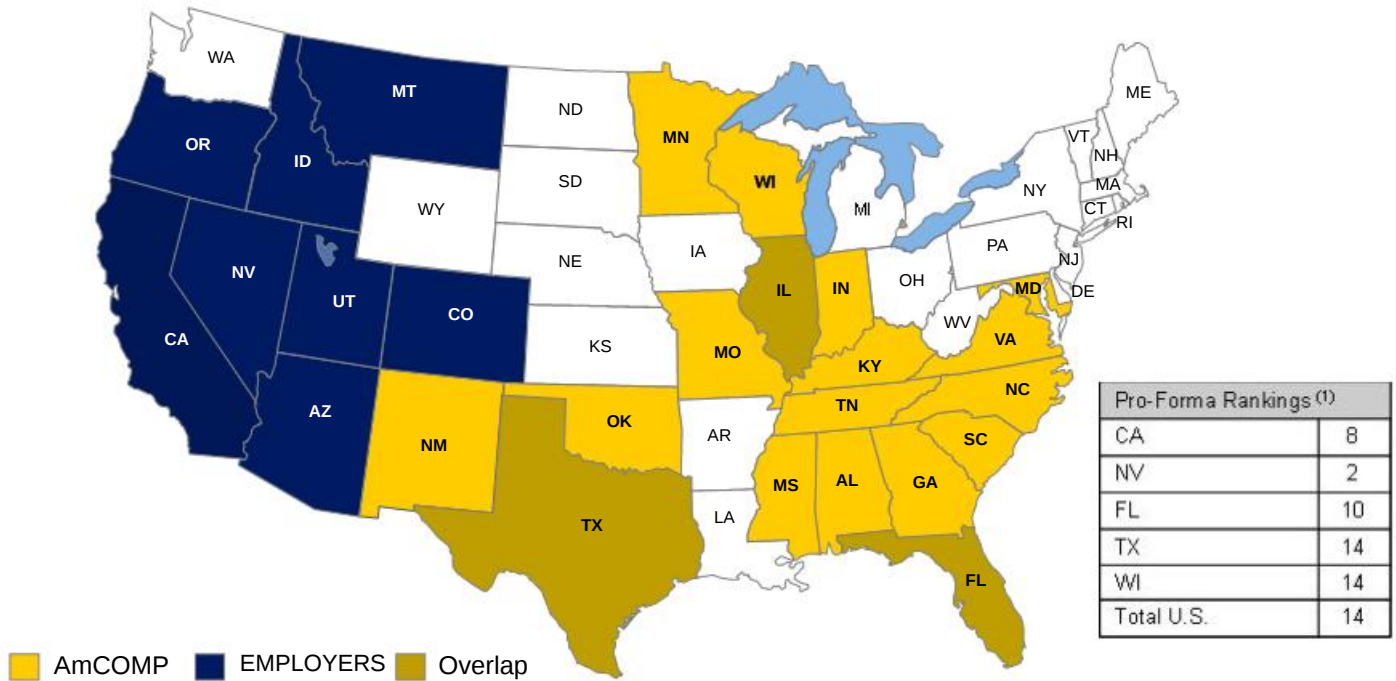 WA
MT
ND
ME
MN
VT
OR
NH
ID
SD
WI
MA
NY
WY
MI
CT
RI
IA
PA
NE
NJ
NV
OH
IL
IN
MD
DE
UT
CO
WV
CA
KS
MO
VA
KY
NC
AZ
TN
OK
AR
SC
NM
MS
AL
GA
LA
TX
FL
Pro-Forma Rankings (1)
CA 8
NV 2
FL 10
TX 14
WI 14
Total U.S. 14
AmCOMP EMPLOYERS Overlap